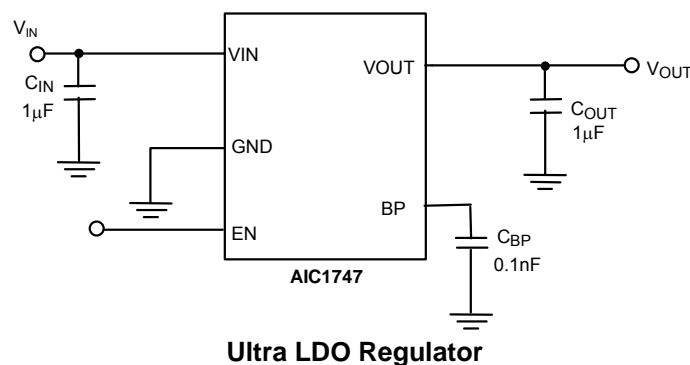 VIN
VIN
VOUT
VOUT
CIN
1μF
COUT
1μF
GND
BP
EN
CBP
0.1nF
AIC1747
Ultra LDO Regulator